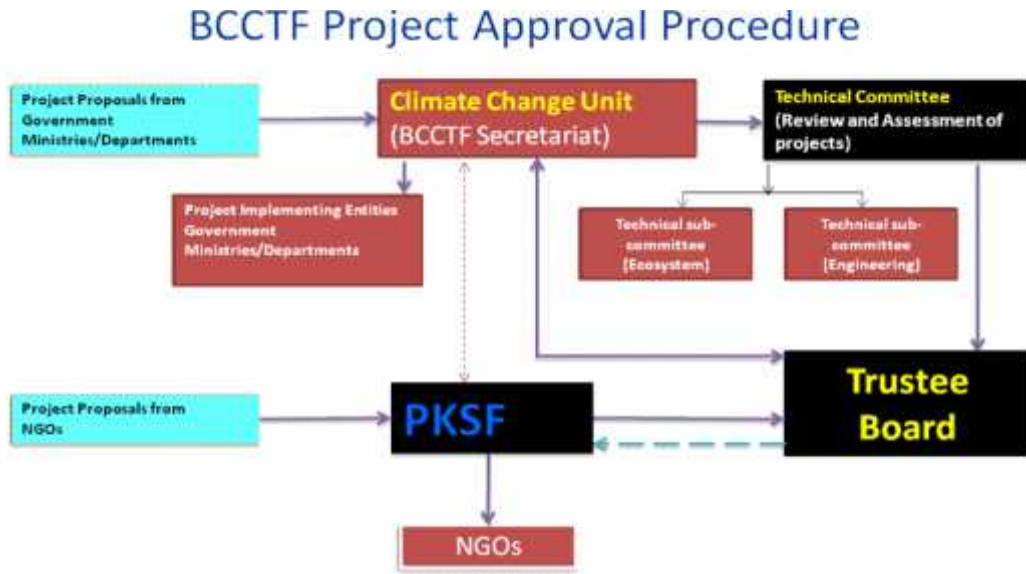 BCCTF Project Approval Procedure
Project Proposals from
Government
Ministries/Departments
Climate Change Unit
(BCCTF Secretariat)
Technical Committee
(Review and Assessment of
projects)
Project Implementing Entities
Government
Ministries/Departments
Technical sub-
committee
(Ecosystem)
Technical sub-
committee
(Engineering)
Project Proposals from
NGOs
PKSF
Trustee
Board
NGOs